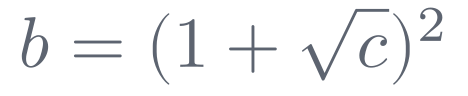 b = (1 + √c)²